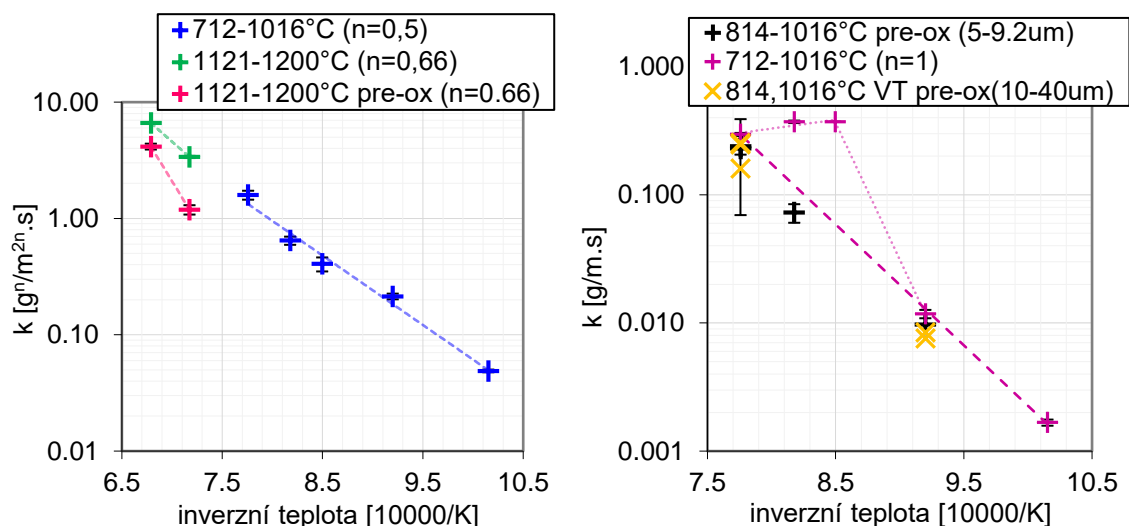 712-1016°C (n=0,5)
1121-1200°C (n=0,66)
1121-1200°C pre-ox (n=0.66)
10.00
1.00
0.10
0.01
6.5 7.5 8.5 9.5 10.5
k [gⁿ/m²ⁿ.s]
inverzní teplota [10000/K]
814-1016°C pre-ox (5-9.2um)
712-1016°C (n=1)
814,1016°C VT pre-ox(10-40um)
1.000
0.100
0.010
0.001
7.5 8.5 9.5 10.5
k [g/m.s]
inverzní teplota [10000/K]